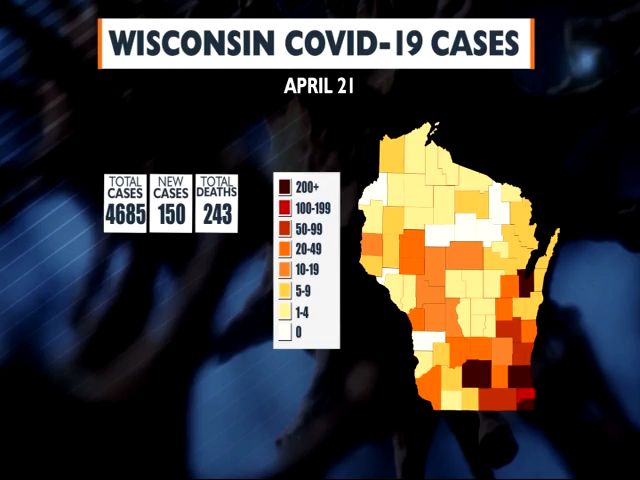 WISCONSIN COVID-19 CASES
APRIL 21
TOTAL CASES
4685
NEW CASES
150
TOTAL DEATHS
243
200+
100-199
50-99
20-49
10-19
5-9
1-4
0